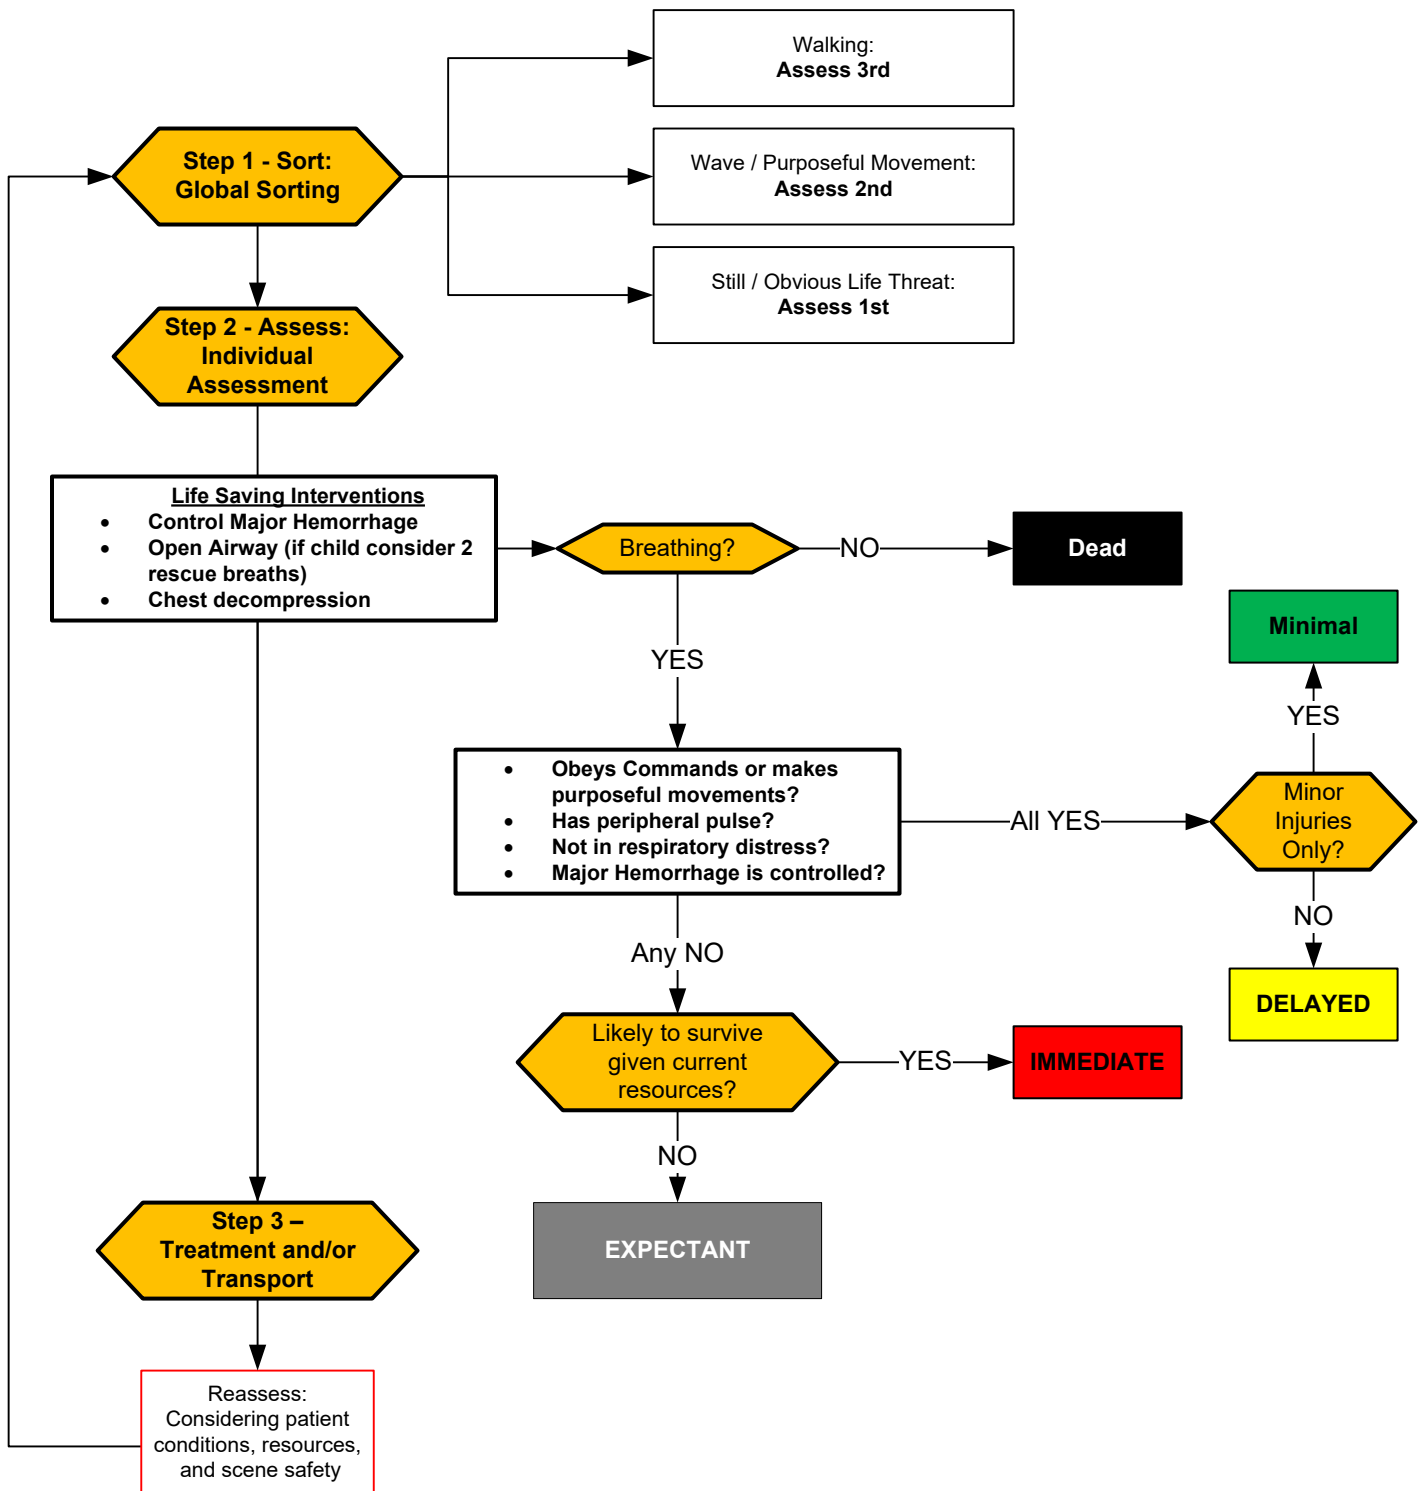 Walking:
Assess 3rd
Step 1 - Sort:
Global Sorting
Wave / Purposeful Movement:
Assess 2nd
Still / Obvious Life Threat:
Assess 1st
Step 2 - Assess:
Individual
Assessment
Life Saving Interventions
• Control Major Hemorrhage
• Open Airway (if child consider 2
rescue breaths)
• Chest decompression
Breathing?
NO
Dead
YES
• Obeys Commands or makes
purposeful movements?
• Has peripheral pulse?
• Not in respiratory distress?
• Major Hemorrhage is controlled?
All YES
Minor
Injuries
Only?
YES
Minimal
NO
DELAYED
Any NO
Likely to survive
given current
resources?
YES
IMMEDIATE
NO
EXPECTANT
Step 3 –
Treatment and/or
Transport
Reassess:
Considering patient
conditions, resources,
and scene safety